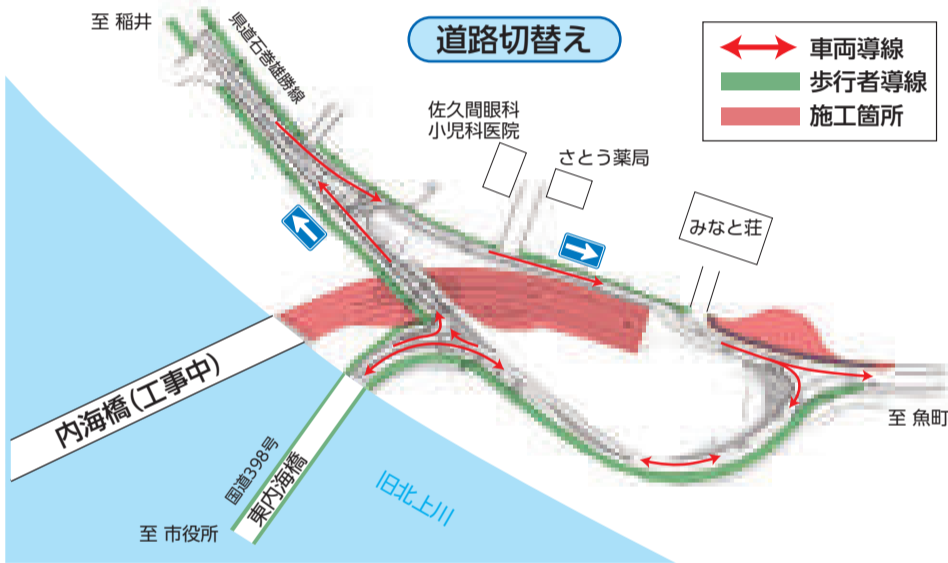 道路切替え
至 稲井
県道石巻雄勝線
車両導線
歩行者導線
施工箇所
佐久間眼科
小児科医院
さとう薬局
みなと荘
内海橋(工事中)
国道398号
東内海橋
旧北上川
至 魚町
至 市役所